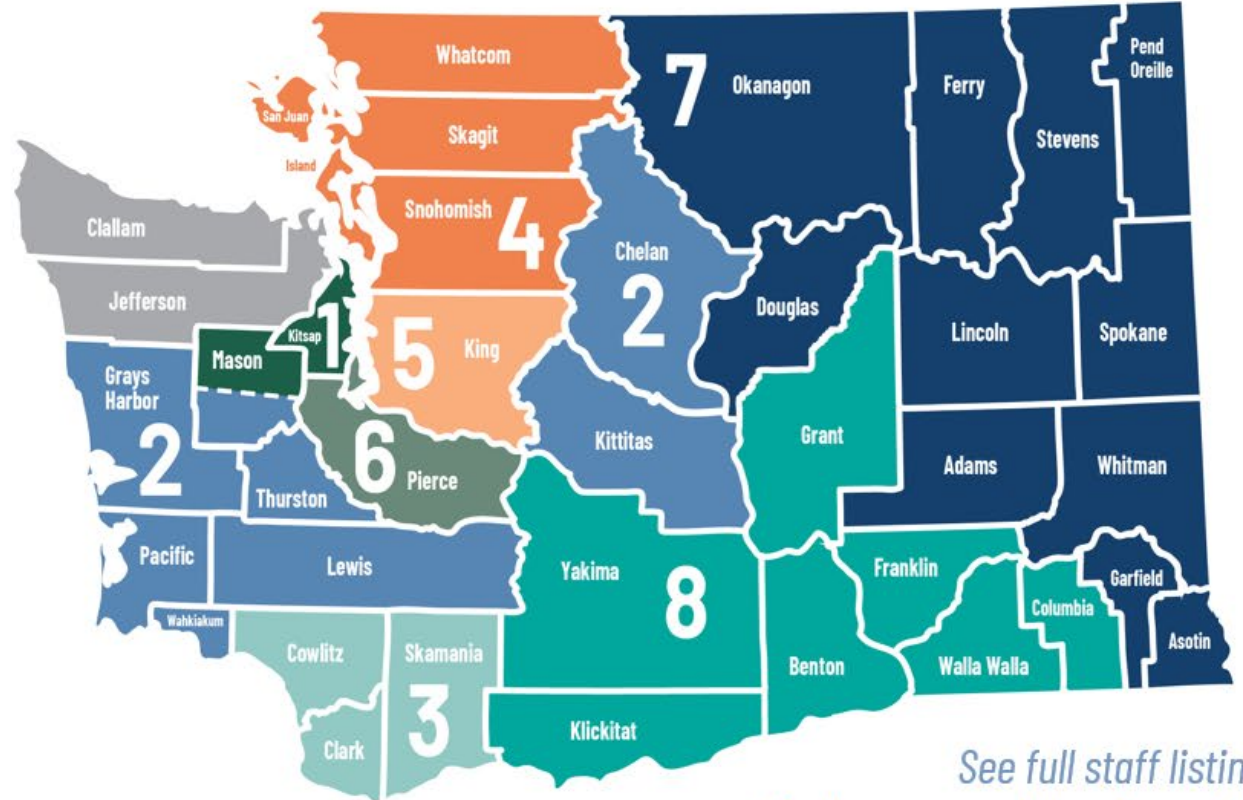 Whatcom
7
Okanagon
Ferry
Pend
Oreille
San Juan
Skagit
Stevens
Island
Snohomish
4
Clallam
Chelan
2
Jefferson
Kitsap
1
Douglas
5
King
Lincoln
Spokane
Mason
Grays
Harbor
2
Kittitas
Grant
6
Pierce
Adams
Whitman
Thurston
Pacific
Lewis
Yakima
8
Franklin
Garfield
Columbia
Wahkiakum
Cowlitz
Skamania
3
Benton
Walla Walla
Asotin
Clark
Klickitat
See full staff listin